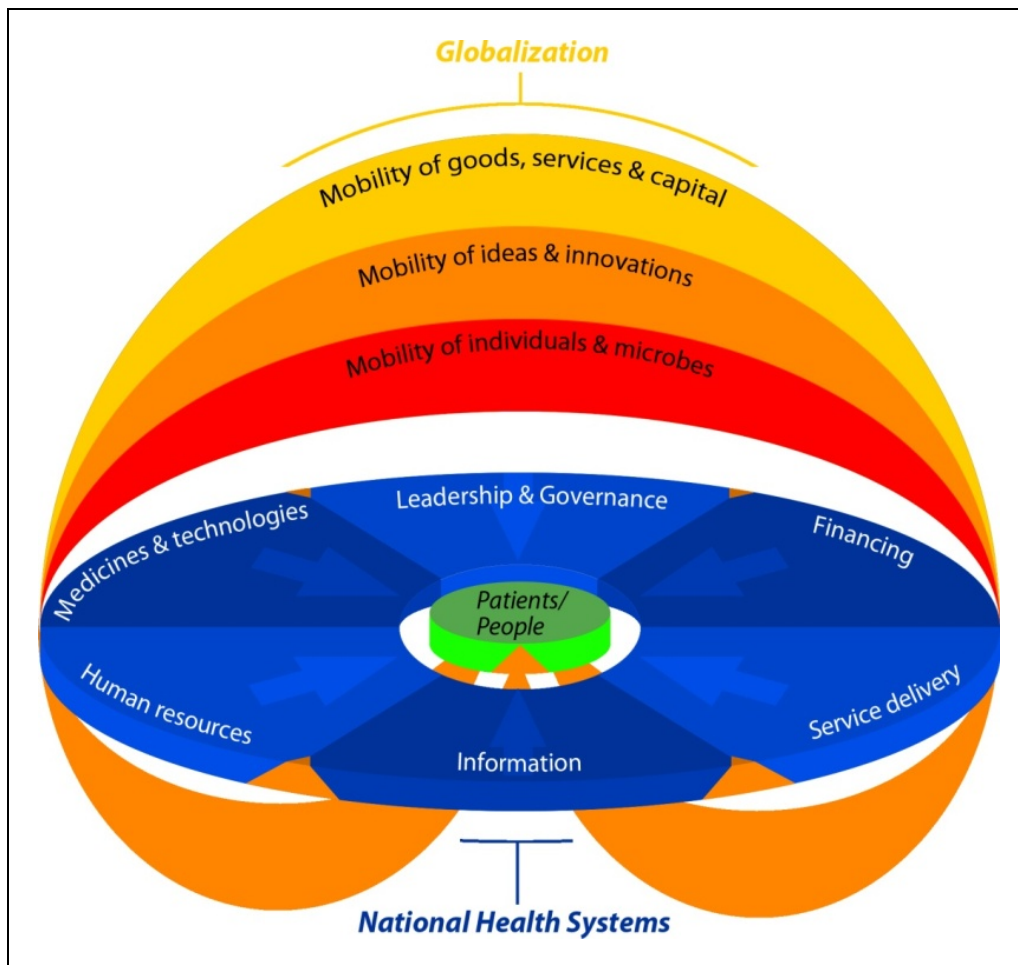 Globalization
Mobility of goods, services & capital
Mobility of ideas & innovations
Mobility of individuals & microbes
Leadership & Governance
Medicines & technologies
Financing
Patients/
People
Human resources
Service delivery
Information
National Health Systems